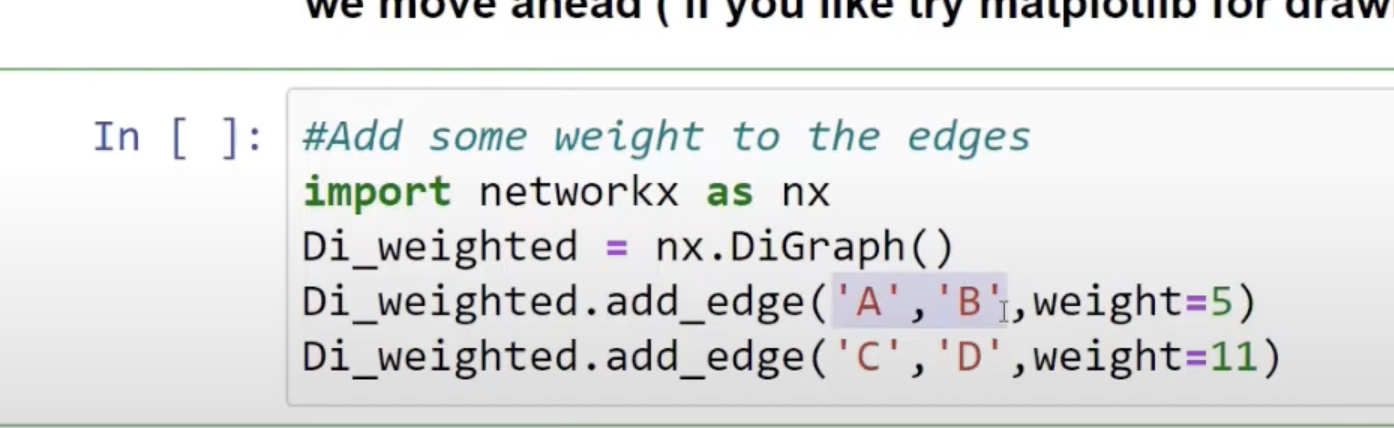 we move ahead ( if you like try matplotlib for draw
In [ ]:
#Add some weight to the edges
import networkx as nx
Di_weighted = nx.DiGraph()
Di_weighted.add_edge('A','B',weight=5)
Di_weighted.add_edge('C','D',weight=11)